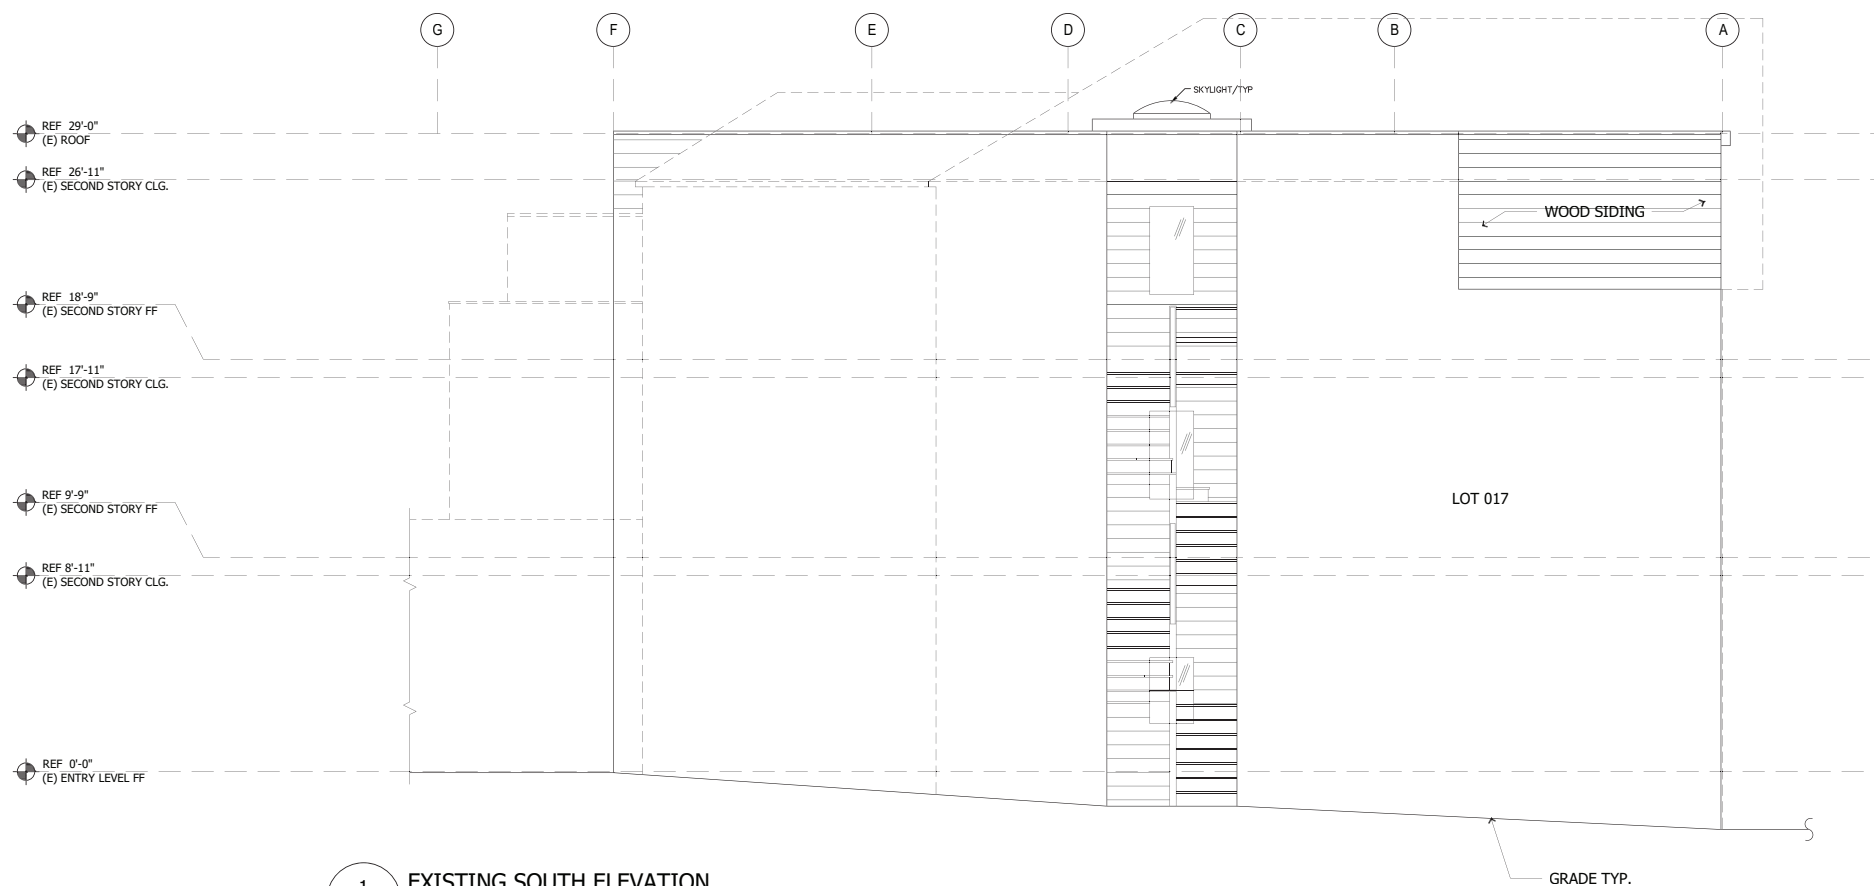 G F E D C B A
SKYLIGHT/TYP
REF 29'-0"
(E) ROOF
REF 26'-11"
(E) SECOND STORY CLG.
WOOD SIDING
REF 18'-9"
(E) SECOND STORY FF
REF 17'-11"
(E) SECOND STORY CLG.
REF 9'-9"
(E) SECOND STORY FF
LOT 017
REF 8'-11"
(E) SECOND STORY CLG.
REF 0'-0"
(E) ENTRY LEVEL FF
1 EXISTING SOUTH ELEVATION
GRADE TYP.